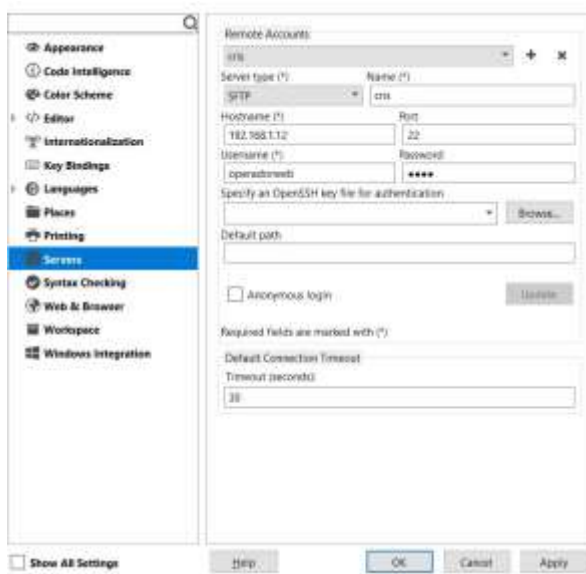 Appearance
Code Intelligence
Color Scheme
Editor
Internationalization
Key Bindings
Languages
Places
Printing
Servers
Syntax Checking
Web & Browser
Workspace
Windows Integration
Show All Settings
Remote Accounts
cris
Server type (*) Name (*)
SFTP cris
Hostname (*) Port
192.168.1.12 22
Username (*) Password
operadorweb ••••
Specify an OpenSSH key file for authentication
Browse...
Default path
Anonymous login Update
Required fields are marked with (*)
Default Connection Timeout
Timeout (seconds)
30
Help OK Cancel Apply